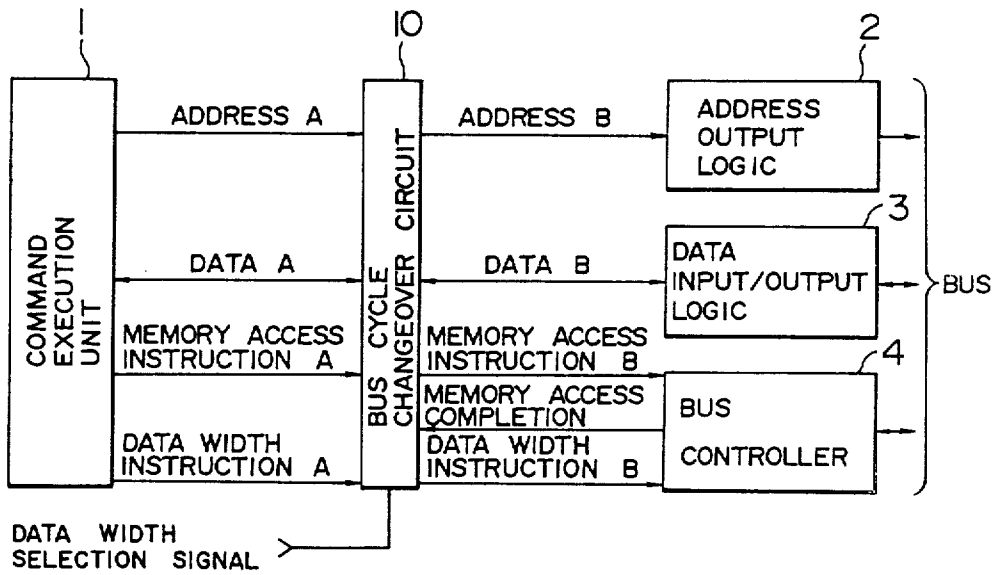 1
10
2
COMMAND
EXECUTION
UNIT
ADDRESS A
DATA A
MEMORY ACCESS
INSTRUCTION A
DATA WIDTH
INSTRUCTION A
BUS CYCLE
CHANGEOVER CIRCUIT
ADDRESS B
DATA B
MEMORY ACCESS
INSTRUCTION B
MEMORY ACCESS
COMPLETION
DATA WIDTH
INSTRUCTION B
ADDRESS
OUTPUT
LOGIC
3
DATA
INPUT/OUTPUT
LOGIC
4
BUS
CONTROLLER
BUS
DATA WIDTH
SELECTION SIGNAL